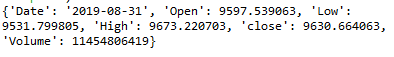 {'Date': '2019-08-31', 'Open': 9597.539063, 'Low':
9531.799805, 'High': 9673.220703, 'close': 9630.664063,
'Volume': 11454806419}